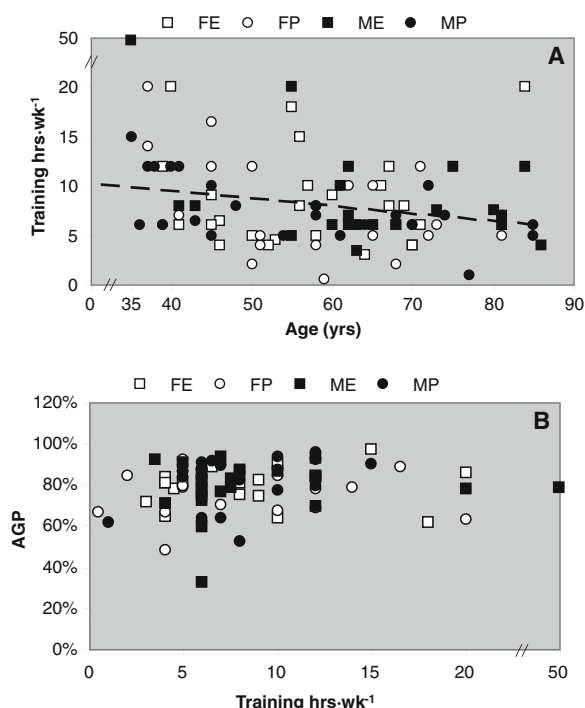 FE FP ME MP
A
50
20
15
10
5
0
Training hrs·wk⁻¹
0 35 40 50 60 70 80 90
Age (yrs)
FE FP ME MP
B
120%
100%
80%
60%
40%
20%
0%
AGP
0 5 10 15 20 50
Training hrs·wk⁻¹